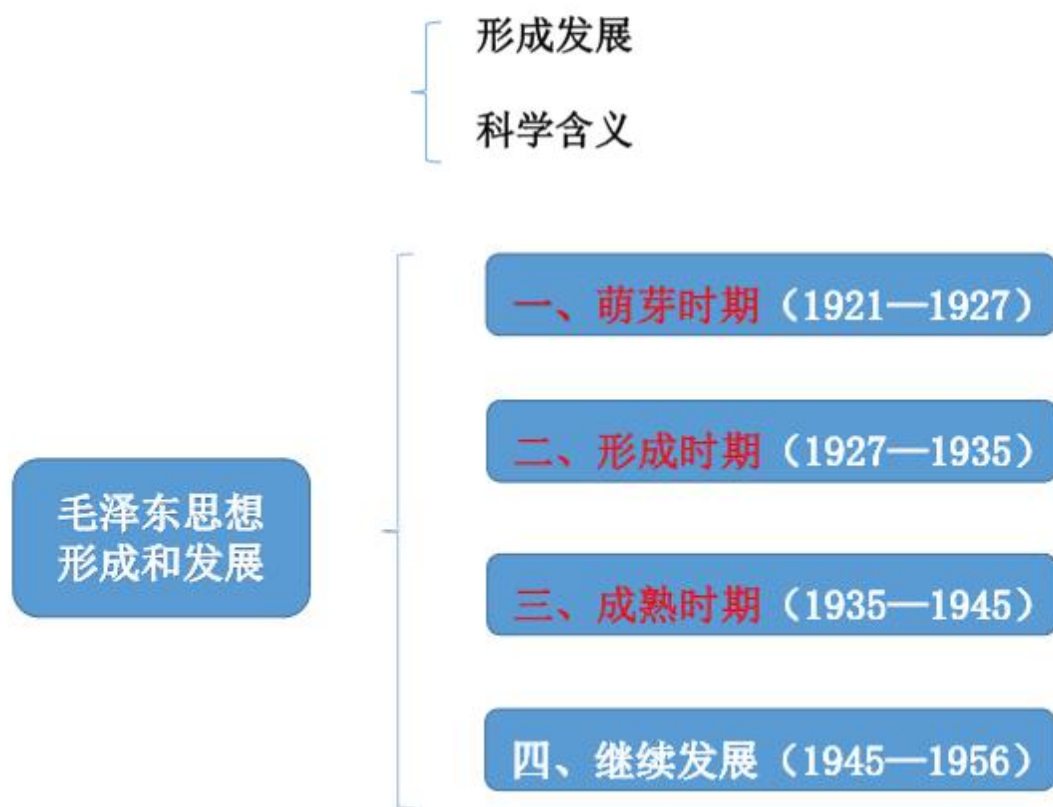 形成发展
科学含义
一、萌芽时期（1921—1927）
二、形成时期（1927—1935）
毛泽东思想
形成和发展
三、成熟时期（1935—1945）
四、继续发展（1945—1956）